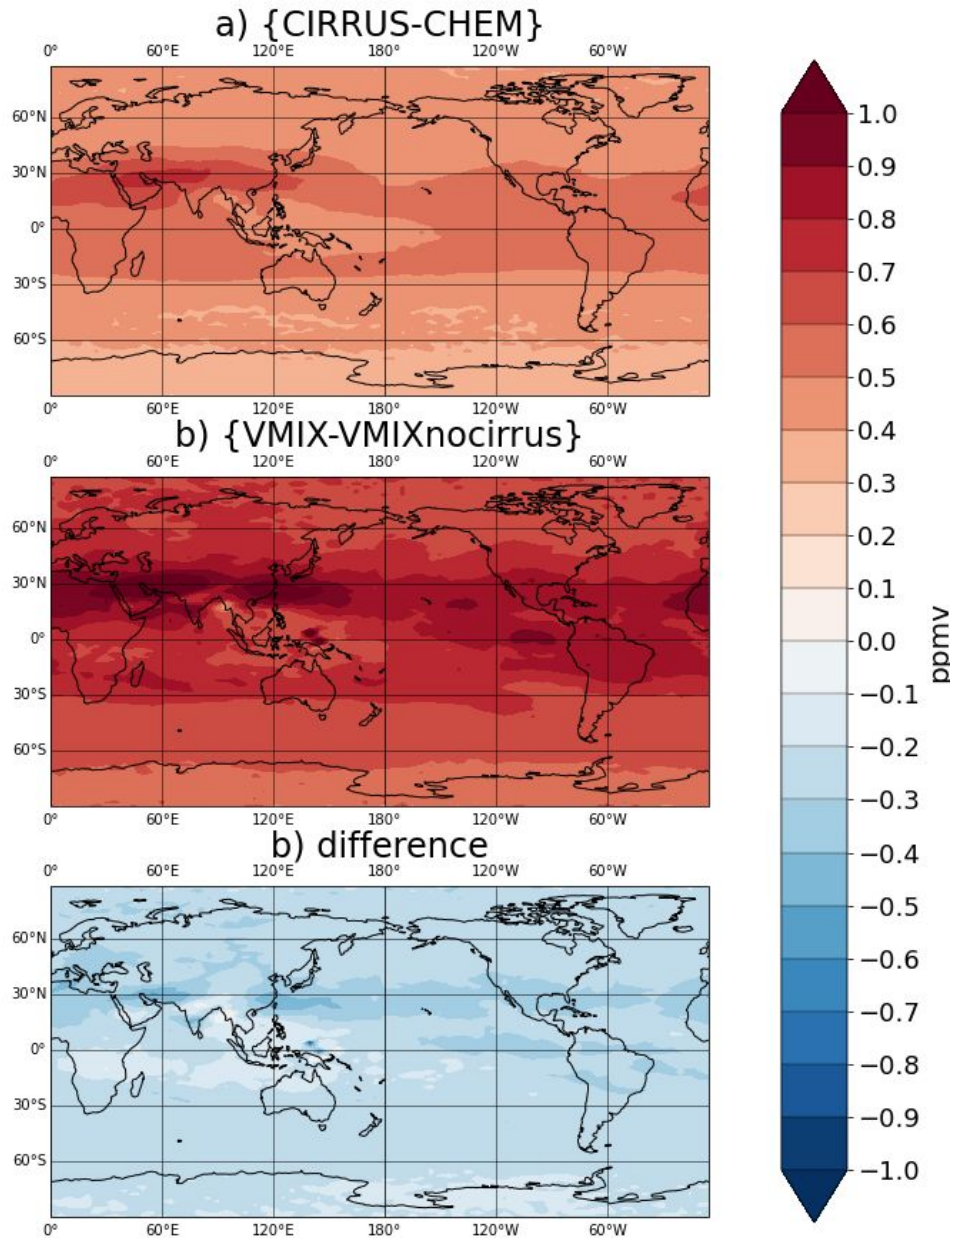 a) {CIRRUS-CHEM}
0° 60°E 120°E 180° 120°W 60°W
60°N
30°N
0°
30°S
60°S
0° 60°E 120°E 180° 120°W 60°W
b) {VMIX-VMIXnocirrus}
0° 60°E 120°E 180° 120°W 60°W
60°N
30°N
0°
30°S
60°S
0° 60°E 120°E 180° 120°W 60°W
b) difference
0° 60°E 120°E 180° 120°W 60°W
60°N
30°N
0°
30°S
60°S
0° 60°E 120°E 180° 120°W 60°W
1.0
0.9
0.8
0.7
0.6
0.5
0.4
0.3
0.2
0.1
0.0
−0.1
−0.2
−0.3
−0.4
−0.5
−0.6
−0.7
−0.8
−0.9
−1.0
ppmv